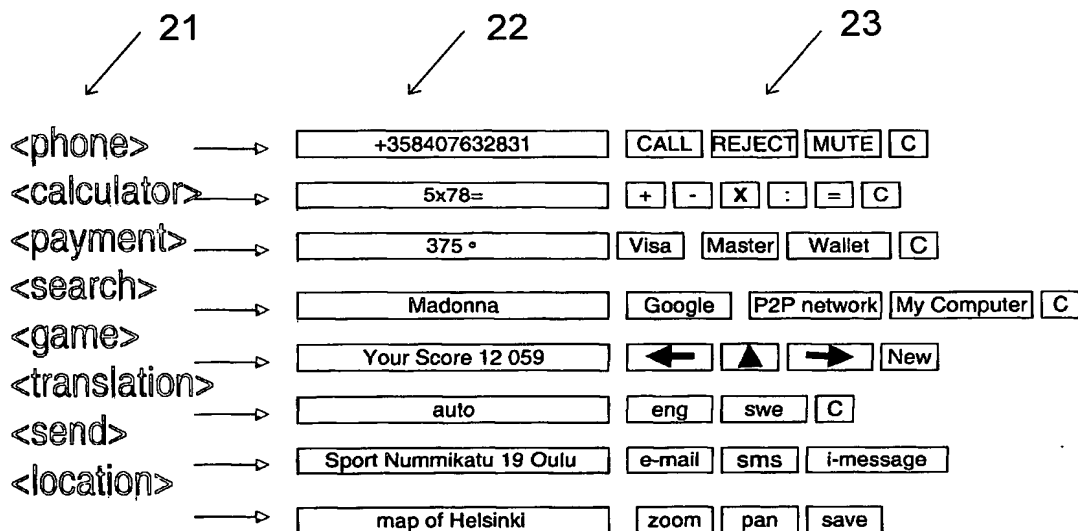 21 22 23
<phone> +358407632831 CALL REJECT MUTE C
<calculator> 5x78= + - X : = C
<payment> 375 ° Visa Master Wallet C
<search> Madonna Google P2P network My Computer C
<game> Your Score 12 059 New
<translation> auto eng swe C
<send> Sport Nummikatu 19 Oulu e-mail sms i-message
<location> map of Helsinki zoom pan save